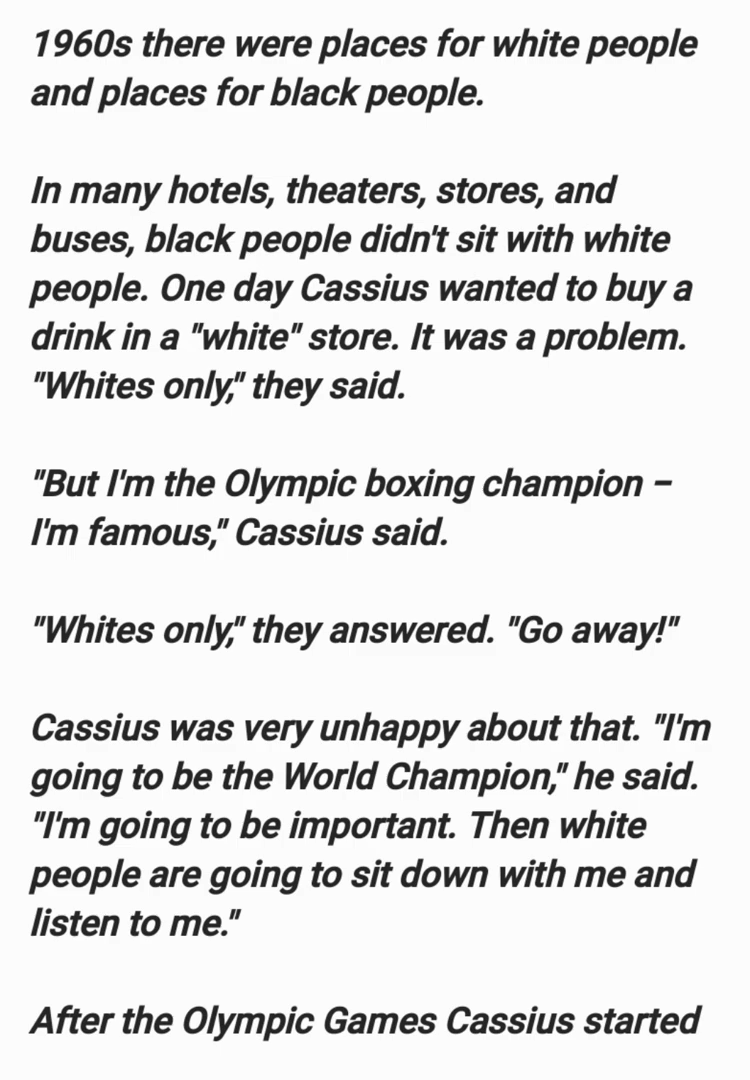 1960s there were places for white people
and places for black people.
In many hotels, theaters, stores, and
buses, black people didn't sit with white
people. One day Cassius wanted to buy a
drink in a "white" store. It was a problem.
"Whites only," they said.
"But I'm the Olympic boxing champion –
I'm famous," Cassius said.
"Whites only," they answered. "Go away!"
Cassius was very unhappy about that. "I'm
going to be the World Champion," he said.
"I'm going to be important. Then white
people are going to sit down with me and
listen to me."
After the Olympic Games Cassius started